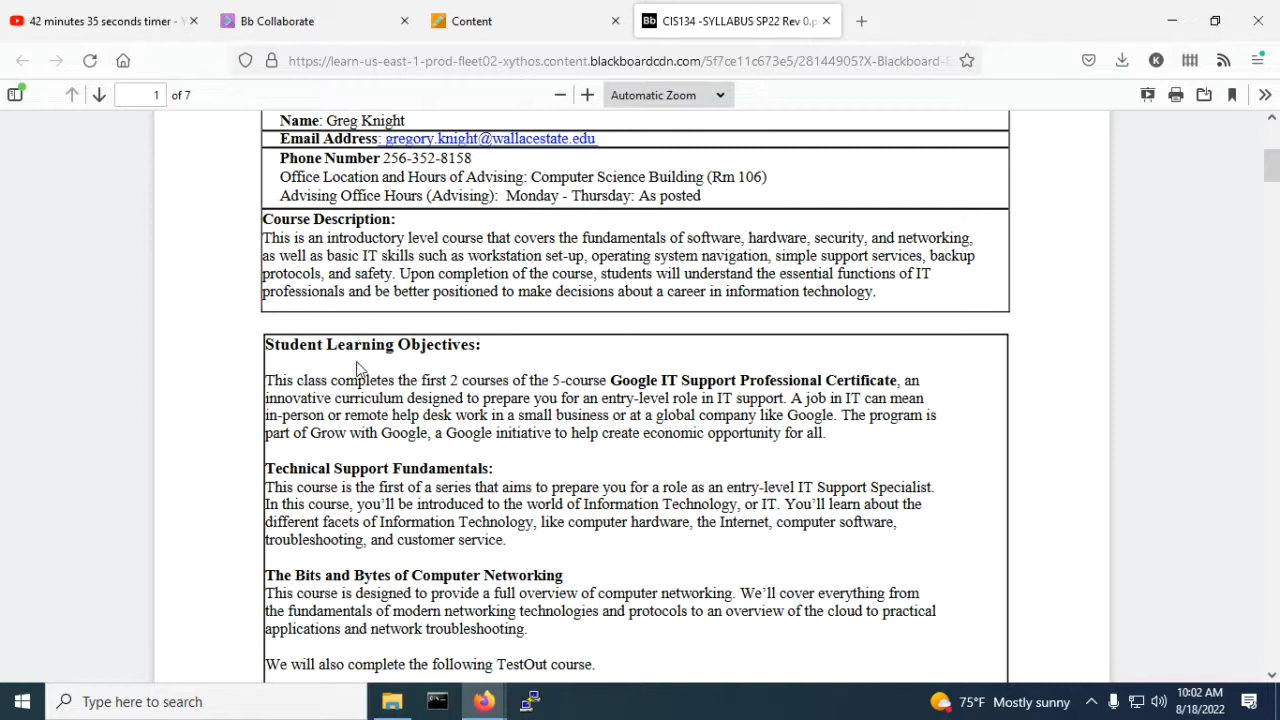 42 minutes 35 seconds timer -
Bb Collaborate
Content
Bb CIS134 -SYLLABUS SP22 Rev 0.p
https://learn-us-east-1-prod-fleet02-xythos.content.blackboardcdn.com/5f7ce11c673e5/28144905?X-Blackboard-
1 of 7
Automatic Zoom
Name: Greg Knight
Email Address: gregory.knight@wallacestate.edu
Phone Number 256-352-8158
Office Location and Hours of Advising: Computer Science Building (Rm 106)
Advising Office Hours (Advising): Monday - Thursday: As posted
Course Description:
This is an introductory level course that covers the fundamentals of software, hardware, security, and networking,
as well as basic IT skills such as workstation set-up, operating system navigation, simple support services, backup
protocols, and safety. Upon completion of the course, students will understand the essential functions of IT
professionals and be better positioned to make decisions about a career in information technology.
Student Learning Objectives:
This class completes the first 2 courses of the 5-course Google IT Support Professional Certificate, an
innovative curriculum designed to prepare you for an entry-level role in IT support. A job in IT can mean
in-person or remote help desk work in a small business or at a global company like Google. The program is
part of Grow with Google, a Google initiative to help create economic opportunity for all.
Technical Support Fundamentals:
This course is the first of a series that aims to prepare you for a role as an entry-level IT Support Specialist.
In this course, you’ll be introduced to the world of Information Technology, or IT. You’ll learn about the
different facets of Information Technology, like computer hardware, the Internet, computer software,
troubleshooting, and customer service.
The Bits and Bytes of Computer Networking
This course is designed to provide a full overview of computer networking. We’ll cover everything from
the fundamentals of modern networking technologies and protocols to an overview of the cloud to practical
applications and network troubleshooting.
We will also complete the following TestOut course.
Type here to search
75°F Mostly sunny
10:02 AM
8/18/2022